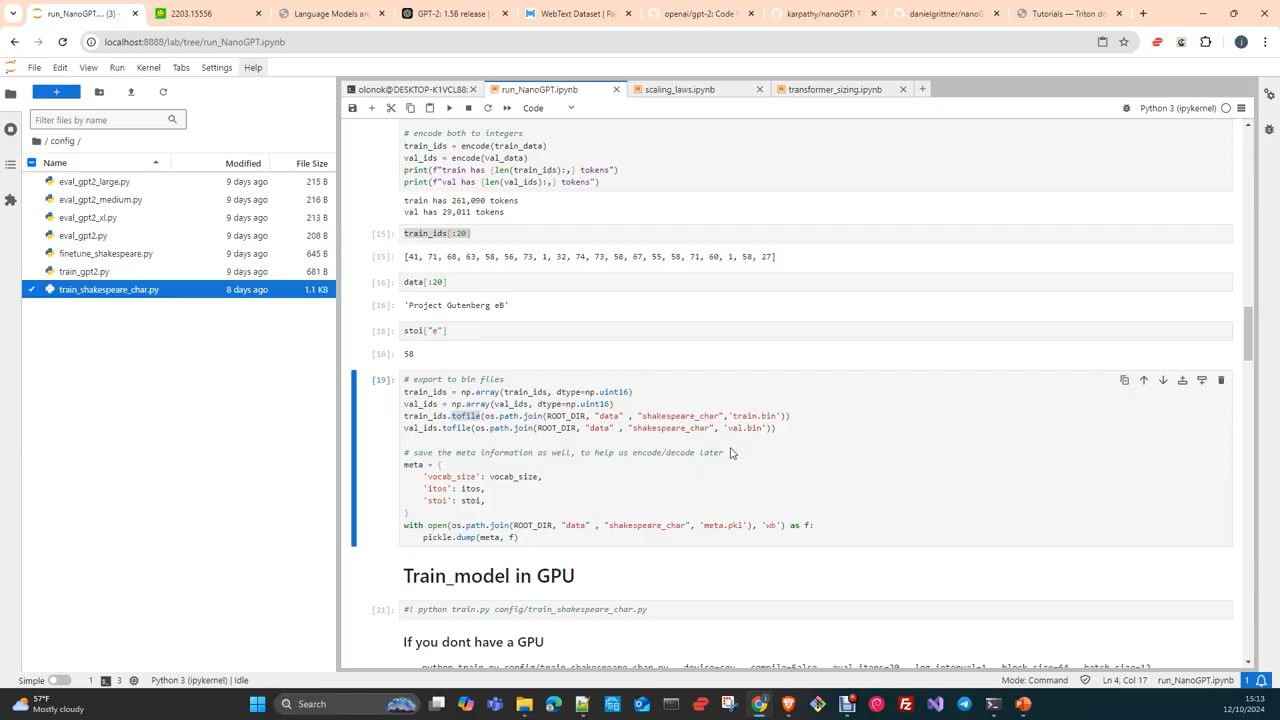 run_NanoGPT.... (3) - J
2203.15556
Language Models are
GPT-2: 1.5B release |
WebText Dataset | Pap
openai/gpt-2: Code f
karpathy/nanoGPT: T
danielgrittner/nanoG
Tutorials — Triton do
localhost:8888/lab/tree/run_NanoGPT.ipynb
File Edit View Run Kernel Tabs Settings Help
olonok@DESKTOP-K1VCL88:
run_NanoGPT.ipynb
scaling_laws.ipynb
transformer_sizing.ipynb
Filter files by name
Code
Python 3 (ipykernel)
/ config /
Name Modified File Size
eval_gpt2_large.py 9 days ago 215 B
eval_gpt2_medium.py 9 days ago 216 B
eval_gpt2_xl.py 9 days ago 213 B
eval_gpt2.py 9 days ago 208 B
finetune_shakespeare.py 9 days ago 645 B
train_gpt2.py 9 days ago 681 B
train_shakespeare_char.py 8 days ago 1.1 KB
# encode both to integers
train_ids = encode(train_data)
val_ids = encode(val_data)
print(f"train has {len(train_ids):,} tokens")
print(f"val has {len(val_ids):,} tokens")
train has 261,090 tokens
val has 29,011 tokens
[15]: train_ids[:20]
[15]: [41, 71, 68, 63, 58, 56, 73, 1, 32, 74, 73, 58, 67, 55, 58, 71, 60, 1, 58, 27]
[16]: data[:20]
[16]: 'Project Gutenberg eB'
[18]: stoi["e"]
[18]: 58
[19]: # export to bin files
train_ids = np.array(train_ids, dtype=np.uint16)
val_ids = np.array(val_ids, dtype=np.uint16)
train_ids.tofile(os.path.join(ROOT_DIR, "data" , "shakespeare_char",'train.bin'))
val_ids.tofile(os.path.join(ROOT_DIR, "data" , "shakespeare_char", 'val.bin'))
# save the meta information as well, to help us encode/decode later
meta = {
'vocab_size': vocab_size,
'itos': itos,
'stoi': stoi,
}
with open(os.path.join(ROOT_DIR, "data" , "shakespeare_char", 'meta.pkl'), 'wb') as f:
pickle.dump(meta, f)
Train_model in GPU
[21]: #! python train.py config/train_shakespeare_char.py
If you dont have a GPU
Simple
1
3
Python 3 (ipykernel) | Idle
Mode: Command
Ln 4, Col 17
run_NanoGPT.ipynb
1
57°F
Mostly cloudy
Search
15:13
12/10/2024